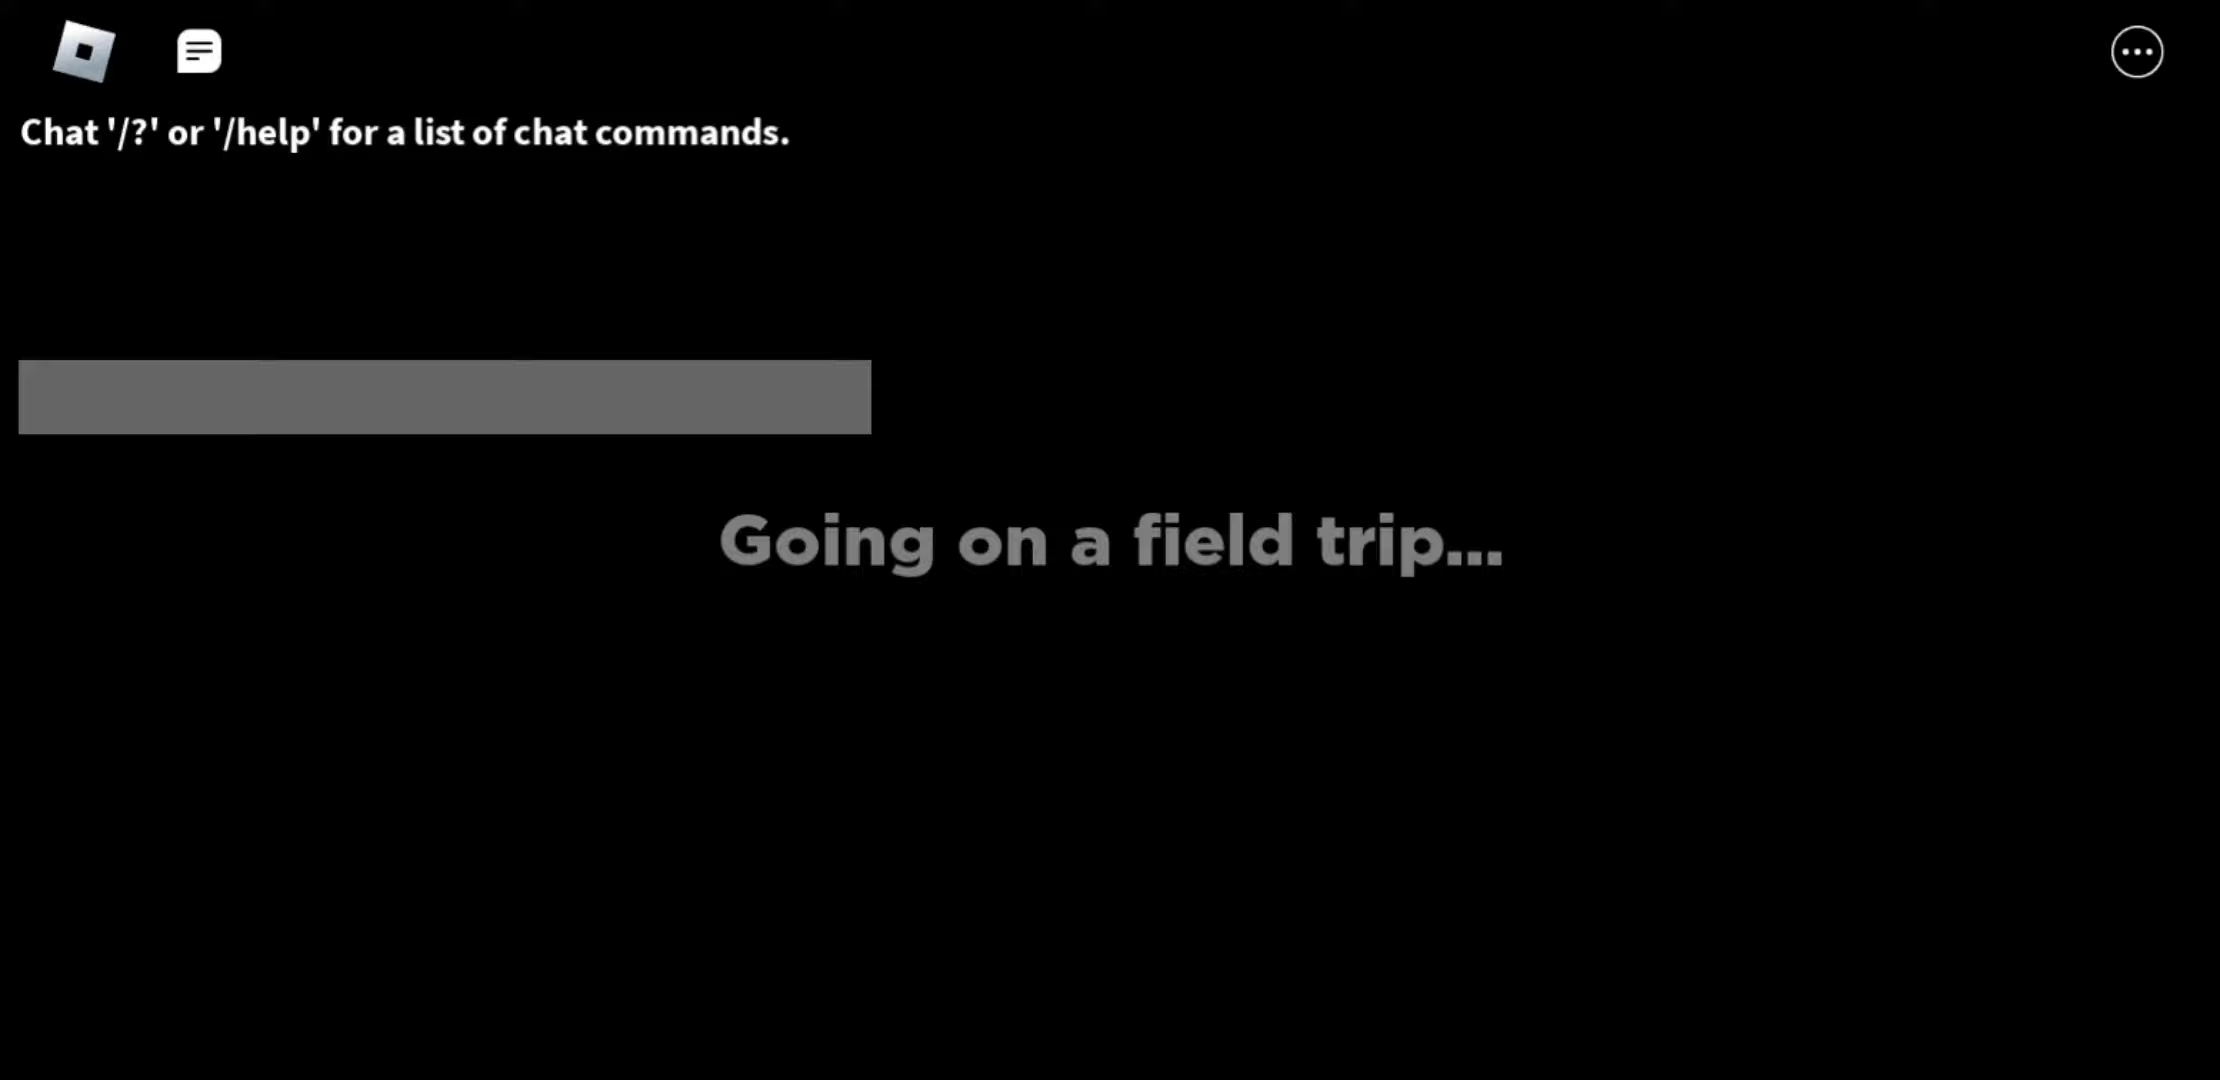 Chat '/?' or '/help' for a list of chat commands.
Going on a field trip...